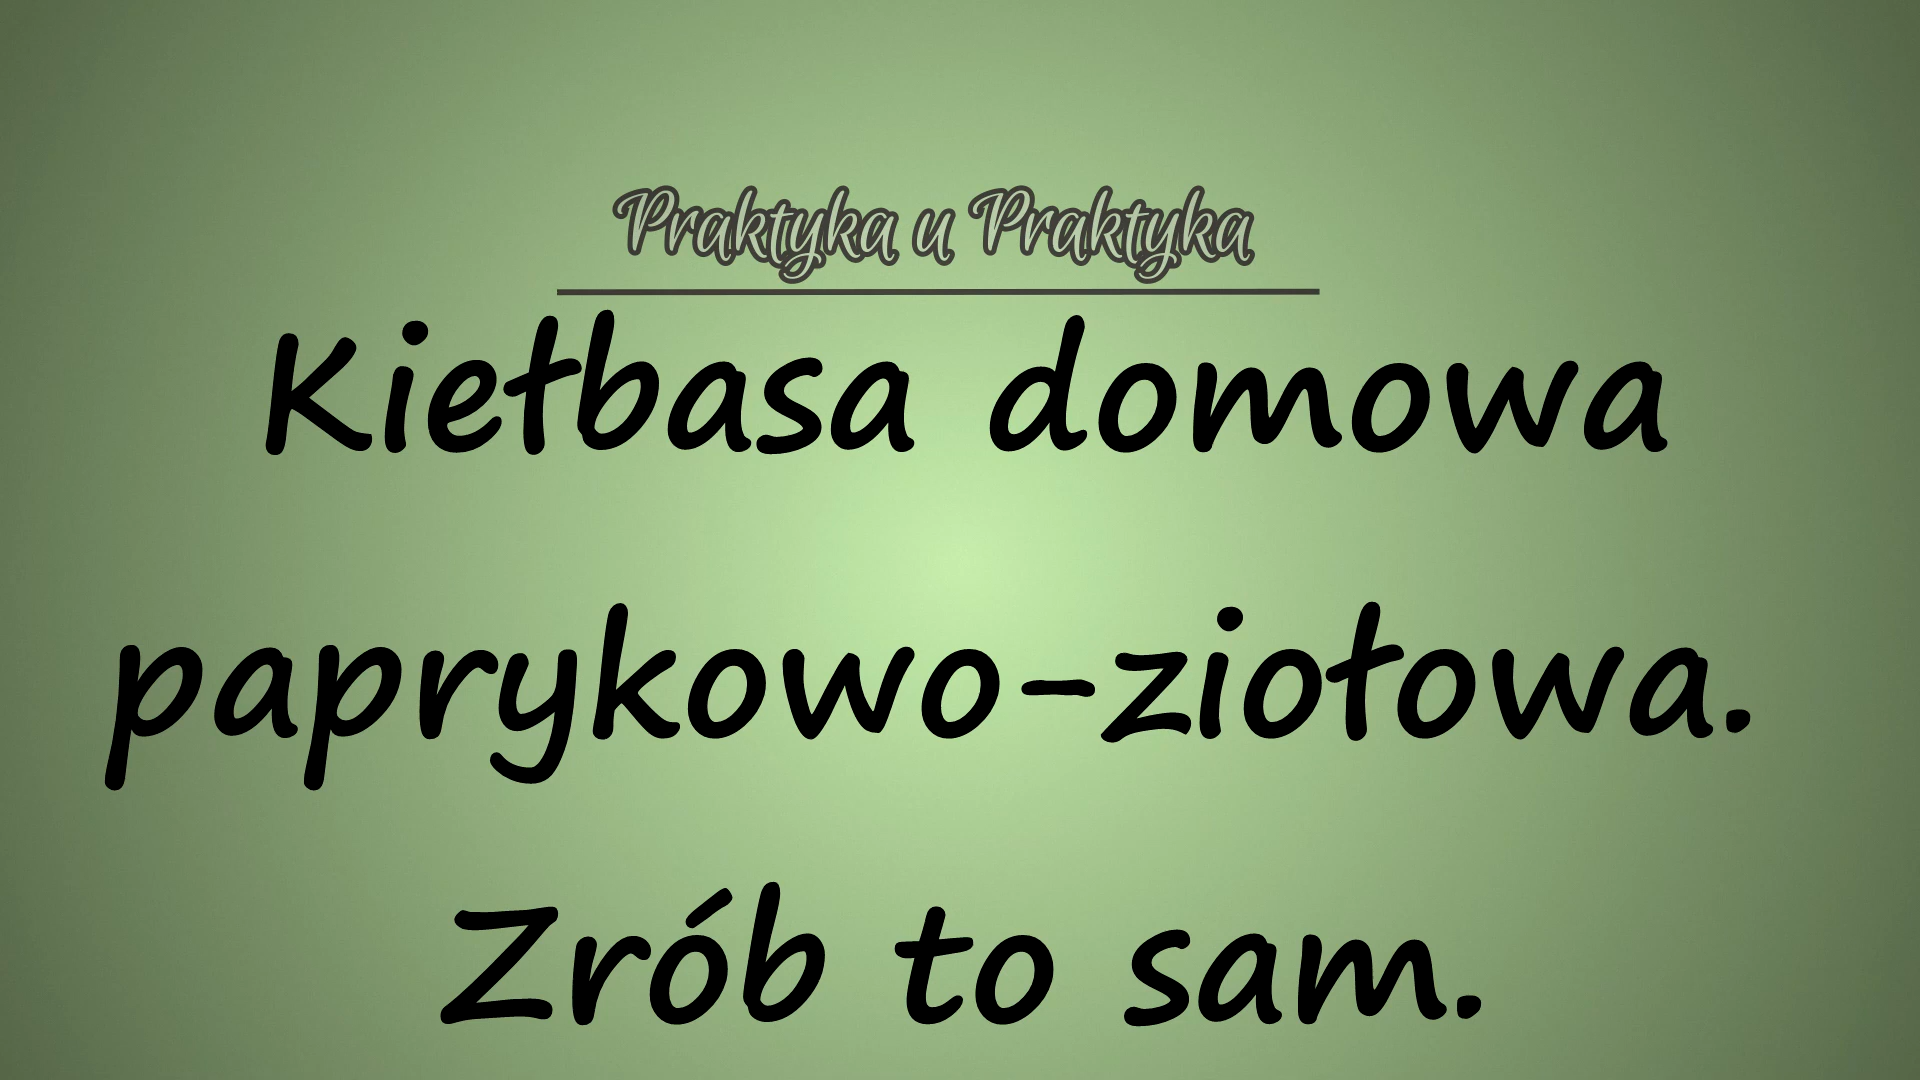 Praktyka u Praktyka
Kiełbasa domowa
paprykowo-ziołowa.
Zrób to sam.